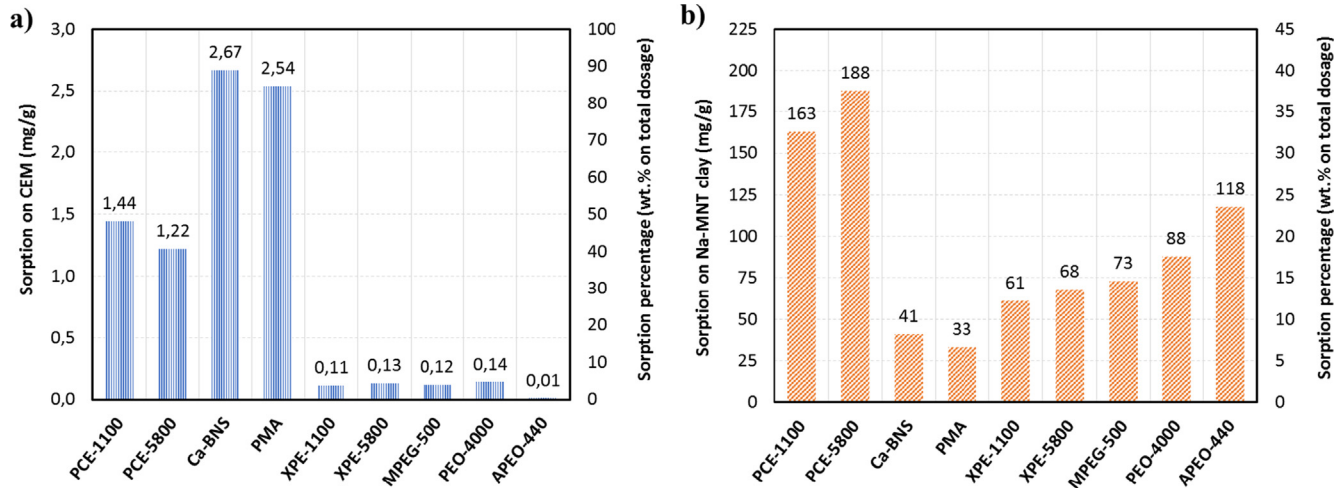 a)
Sorption on CEM (mg/g)
3,0
2,5
2,0
1,5
1,0
0,5
0,0
1,44
1,22
2,67
2,54
0,11
0,13
0,12
0,14
0,01
100
90
80
70
60
50
40
30
20
10
0
Sorption percentage (wt.% on total dosage)
PCE-1100
PCE-5800
Ca-BNS
PMA
XPE-1100
XPE-5800
MPEG-500
PEO-4000
APEO-440
b)
Sorption on Na-MNT clay (mg/g)
225
200
175
150
125
100
75
50
25
0
163
188
41
33
61
68
73
88
118
45
40
35
30
25
20
15
10
5
0
Sorption percentage (wt.% on total dosage)
PCE-1100
PCE-5800
Ca-BNS
PMA
XPE-1100
XPE-5800
MPEG-500
PEO-4000
APEO-440